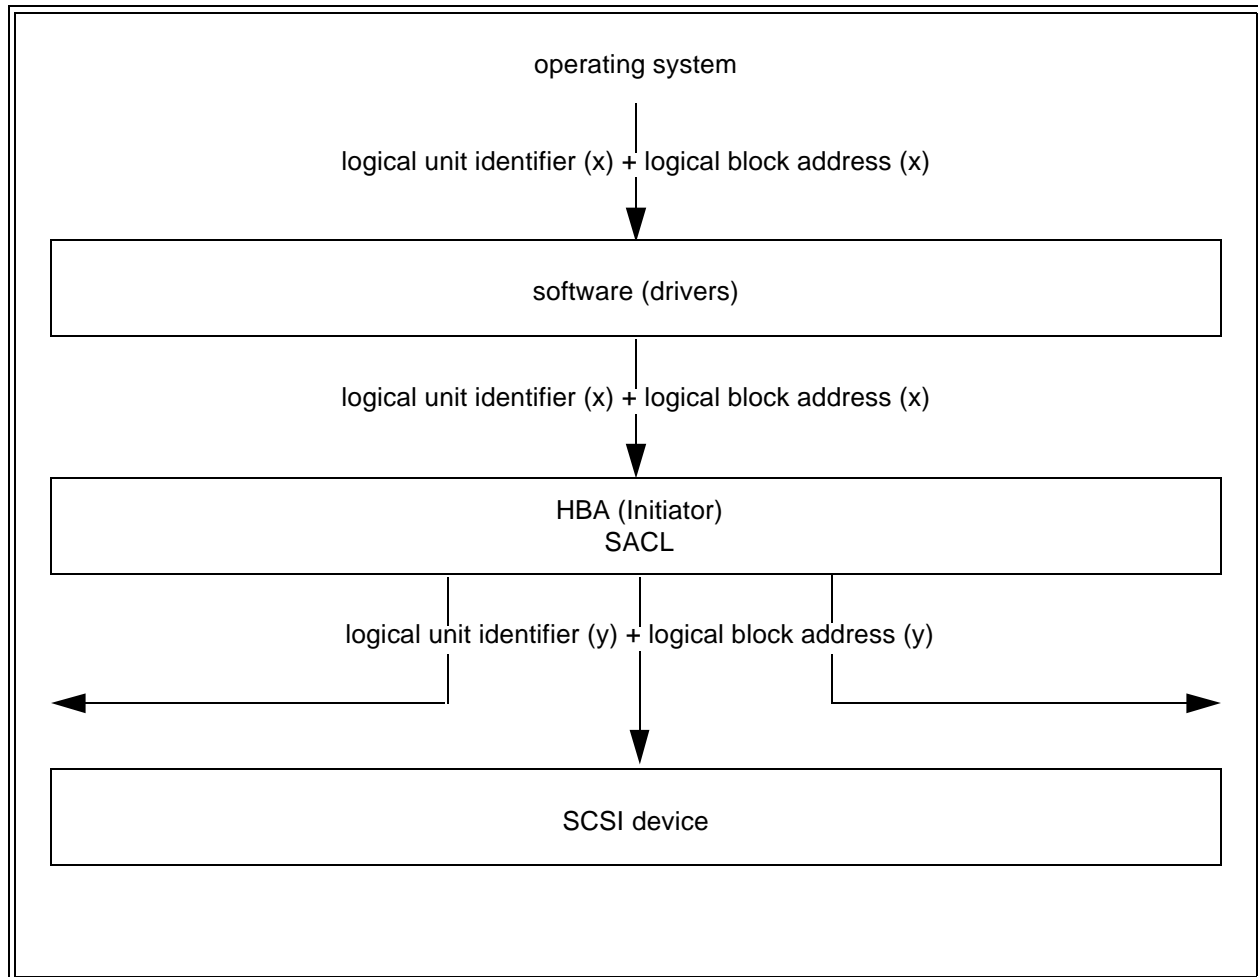 operating system
logical unit identifier (x) + logical block address (x)
software (drivers)
logical unit identifier (x) + logical block address (x)
HBA (Initiator)
SACL
logical unit identifier (y) + logical block address (y)
SCSI device